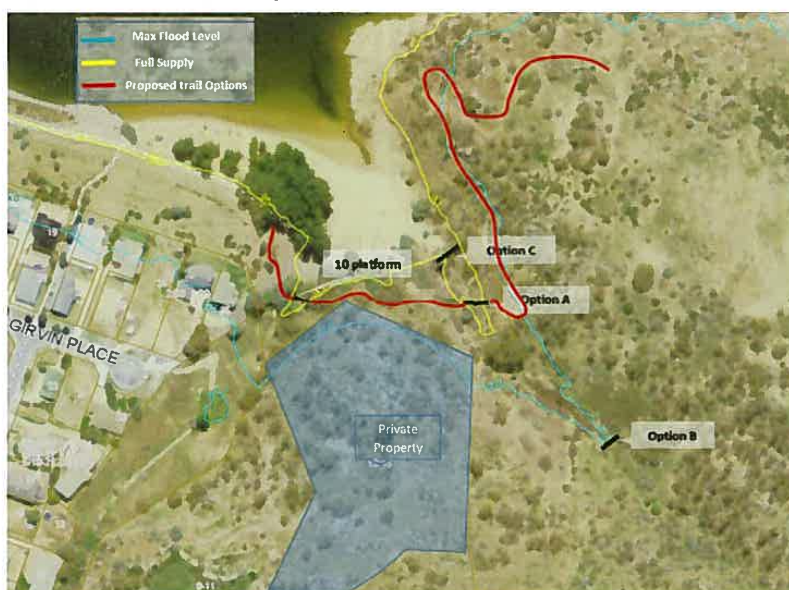 Max Flood Level
Full Supply
Proposed trail Options
10 platform
Option C
Option A
GIRVIN PLACE
Private
Property
Option B